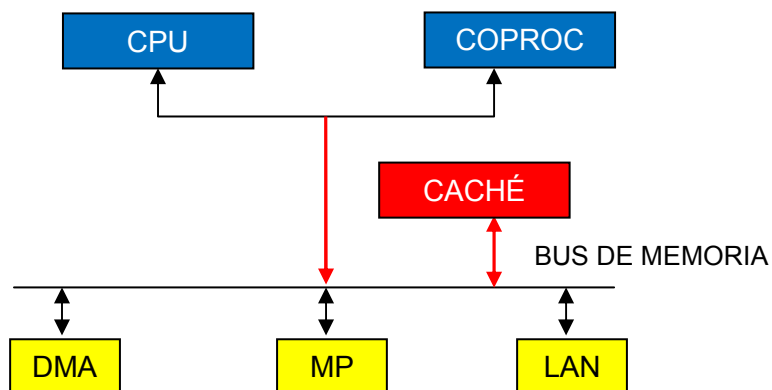 CPU
COPROC
CACHÉ
BUS DE MEMORIA
DMA
MP
LAN